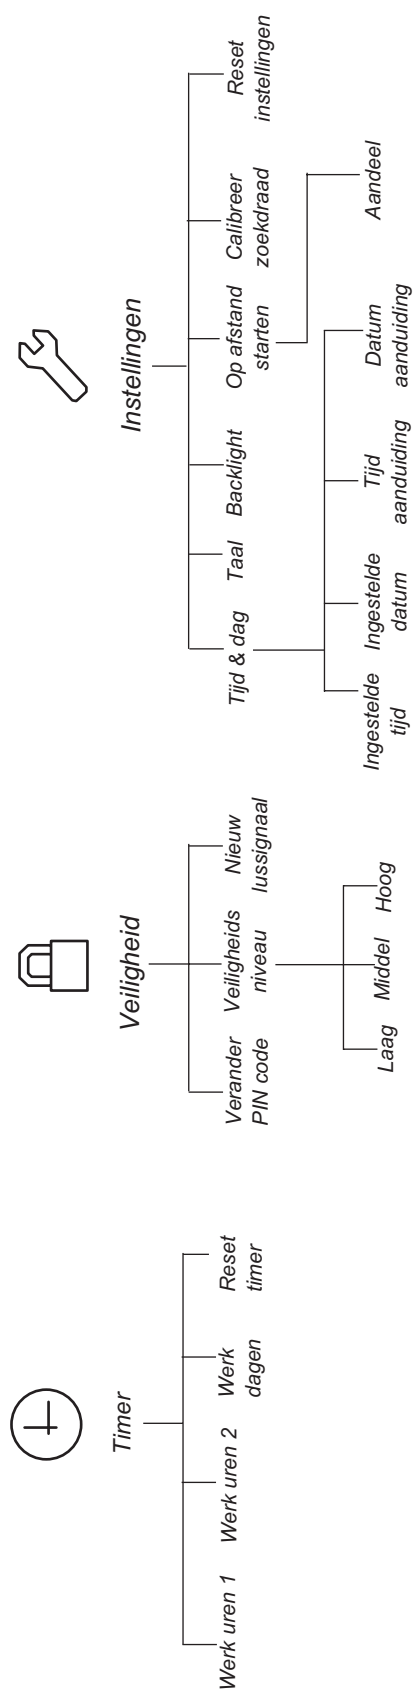 Timer
Werk uren 1
Werk uren 2
Werk
dagen
Reset
timer
Veiligheid
Verander
PIN code
Veiligheids
niveau
Nieuw
lussignaal
Laag
Middel
Hoog
Instellingen
Tijd & dag
Taal
Backlight
Op afstand
starten
Calibreer
zoekdraad
Reset
instellingen
Ingestelde
tijd
Ingestelde
datum
Tijd
aanduiding
Datum
aanduiding
Aandeel